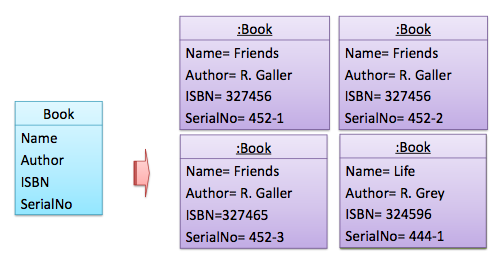 Book
Name
Author
ISBN
SerialNo
:Book
Name= Friends
Author= R. Galler
ISBN= 327456
SerialNo= 452-1
:Book
Name= Friends
Author= R. Galler
ISBN= 327456
SerialNo= 452-2
:Book
Name= Friends
Author= R. Galler
ISBN=327465
SerialNo= 452-3
:Book
Name= Life
Author= R. Grey
ISBN= 324596
SerialNo= 444-1